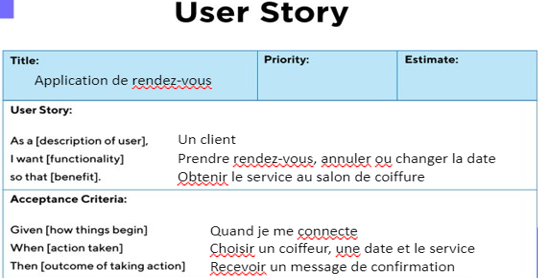 User Story
Title: Priority: Estimate:
Application de rendez-vous
User Story:
As a [description of user], Un client
I want [functionality] Prendre rendez-vous, annuler ou changer la date
so that [benefit]. Obtenir le service au salon de coiffure
Acceptance Criteria:
Given [how things begin] Quand je me connecte
When [action taken] Choisir un coiffeur, une date et le service
Then [outcome of taking action] Recevoir un message de confirmation